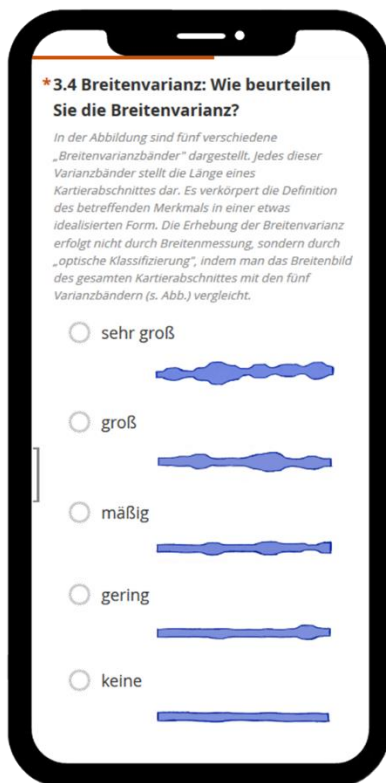 *3.4 Breitenvarianz: Wie beurteilen
Sie die Breitenvarianz?
In der Abbildung sind fünf verschiedene
„Breitenvarianzbänder" dargestellt. Jedes dieser
Varianzbänder stellt die Länge eines
Kartierabschnittes dar. Es verkörpert die Definition
des betreffenden Merkmals in einer etwas
idealisierten Form. Die Erhebung der Breitenvarianz
erfolgt nicht durch Breitenmessung, sondern durch
„optische Klassifizierung", indem man das Breitenbild
des gesamten Kartierabschnittes mit den fünf
Varianzbändern (s. Abb.) vergleicht.
sehr groß
groß
mäßig
gering
keine